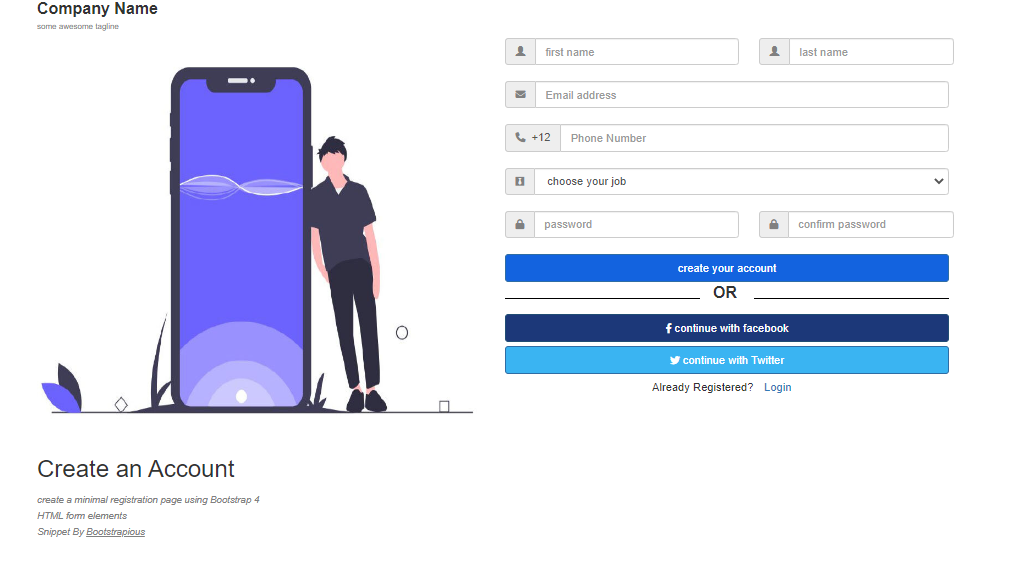 Company Name
some awesome tagline
first name
last name
Email address
+12 Phone Number
choose your job
password
confirm password
create your account
OR
continue with facebook
continue with Twitter
Already Registered? Login
Create an Account
create a minimal registration page using Bootstrap 4
HTML form elements
Snippet By Bootstrapious